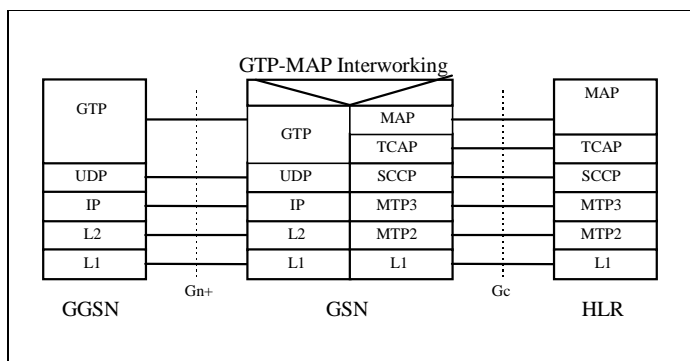 GTP-MAP Interworking
GTP
GTP
MAP
MAP
TCAP
TCAP
UDP
UDP
SCCP
SCCP
IP
IP
MTP3
MTP3
L2
L2
MTP2
MTP2
L1
L1
L1
L1
Gn+
Gc
GGSN
GSN
HLR